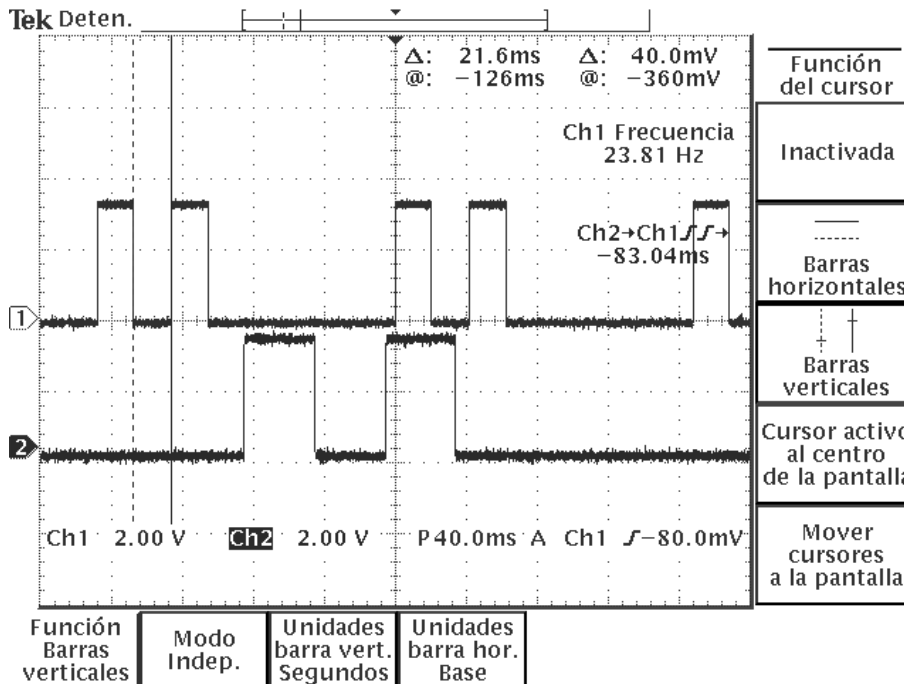 Tek Deten.
Δ: 21.6ms Δ: 40.0mV
@: −126ms @: −360mV
Ch1 Frecuencia
23.81 Hz
Ch2→Ch1 ƒƒ→
−83.04ms
1
2
Ch1 2.00 V Ch2 2.00 V P 40.0ms A Ch1 ƒ −80.0mV
Función
del cursor
Inactivada
Barras
horizontales
Barras
verticales
Cursor activo
al centro
de la pantalla
Mover
cursores
a la pantalla
Función
Barras
verticales
Modo
Indep.
Unidades
barra vert.
Segundos
Unidades
barra hor.
Base